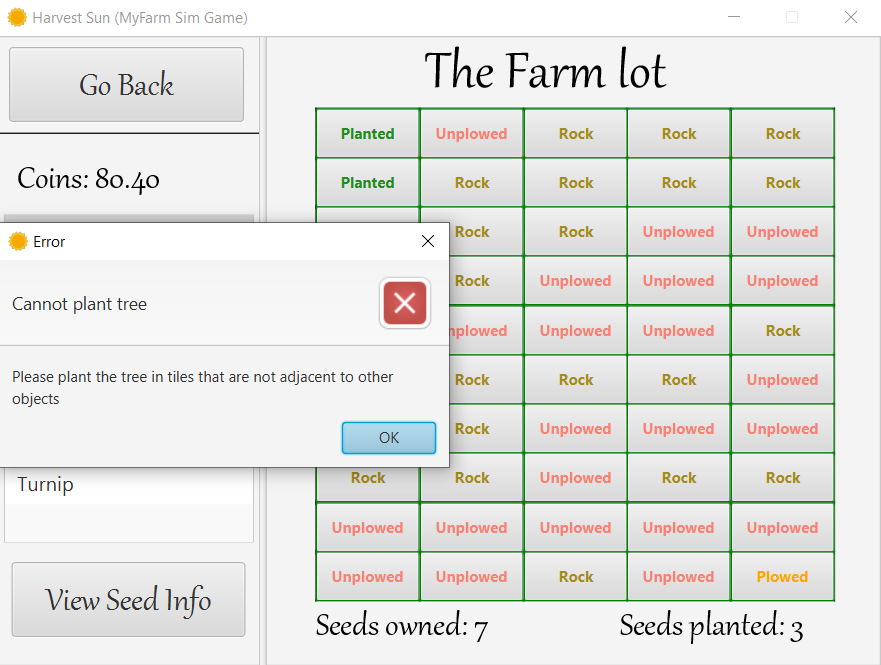 Harvest Sun (MyFarm Sim Game)
Go Back
Coins: 80.40
Error
Cannot plant tree
Please plant the tree in tiles that are not adjacent to other
objects
OK
Turnip
View Seed Info
The Farm lot
Planted Unplowed Rock Rock Rock
Planted Rock Rock Rock Rock
Rock Rock Unplowed Unplowed
Rock Unplowed Unplowed Unplowed
Unplowed Unplowed Rock
Rock Rock Rock Unplowed
Rock Unplowed Unplowed Unplowed
Rock Rock Unplowed Rock Rock
Unplowed Unplowed Unplowed Unplowed Unplowed
Unplowed Unplowed Rock Unplowed Plowed
Seeds owned: 7 Seeds planted: 3